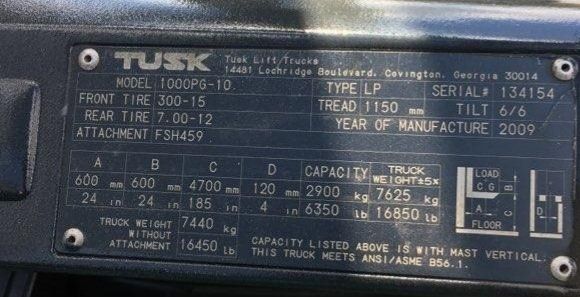 TUSK Tusk Lift Trucks
14481 Lochridge Boulevard, Covington, Georgia 30014
MODEL 1000PG-10 TYPE LP SERIAL# 134154
FRONT TIRE 300-15 TREAD 1150 mm TILT 6/6
REAR TIRE 7.00-12 YEAR OF MANUFACTURE 2009
ATTACHMENT FSH459
A B C D CAPACITY TRUCK WEIGHT±5%
600 mm 600 mm 4700 mm 120 mm 2900 kg 7625 kg
24 in 24 in 185 in 4 in 6350 lb 16850 lb
TRUCK WEIGHT WITHOUT ATTACHMENT 7440 kg
16450 lb
LOAD
C.G B
A C D
FLOOR
CAPACITY LISTED ABOVE IS WITH MAST VERTICAL.
THIS TRUCK MEETS ANSI/ASME B56.1.